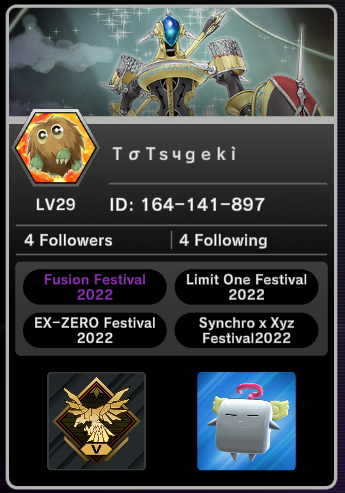 TσTsчgekì
LV29 ID: 164-141-897
4 Followers 4 Following
Fusion Festival
2022
Limit One Festival
2022
EX-ZERO Festival
2022
Synchro x Xyz
Festival2022
V